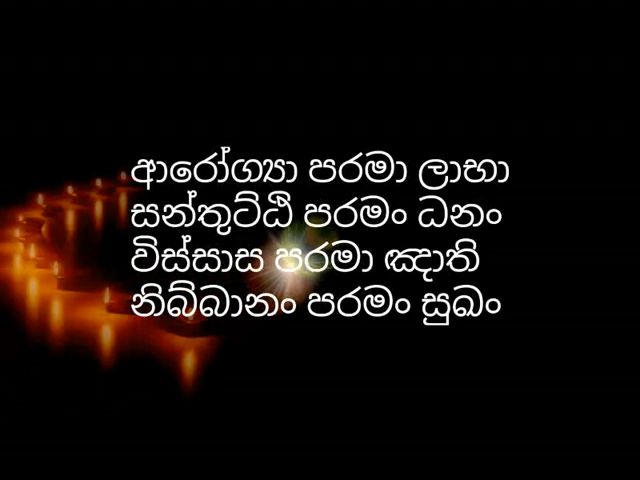 ආරෝග්‍යා පරමා ලාභා
සන්තුට්ඨි පරමං ධනං
විස්සාස පරමා ඤාති
නිබ්බානං පරමං සුඛං